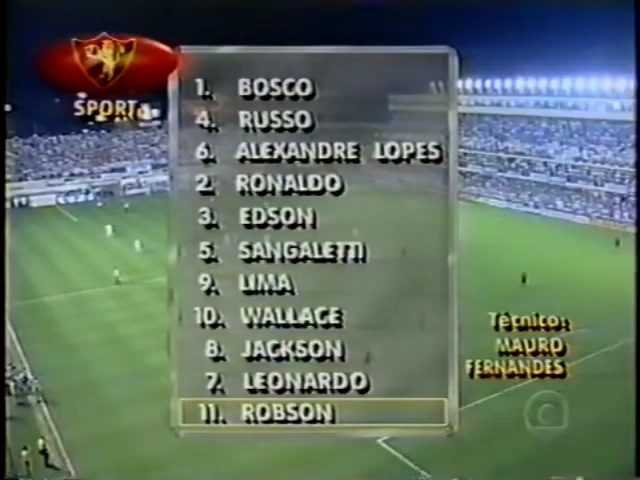 SPORT
1. BOSCO
4. RUSSO
6. ALEXANDRE LOPES
2. RONALDO
3. EDSON
5. SANGALETTI
9. LIMA
10. WALLACE
8. JACKSON
7. LEONARDO
11. ROBSON
Técnico:
MAURO
FERNANDES